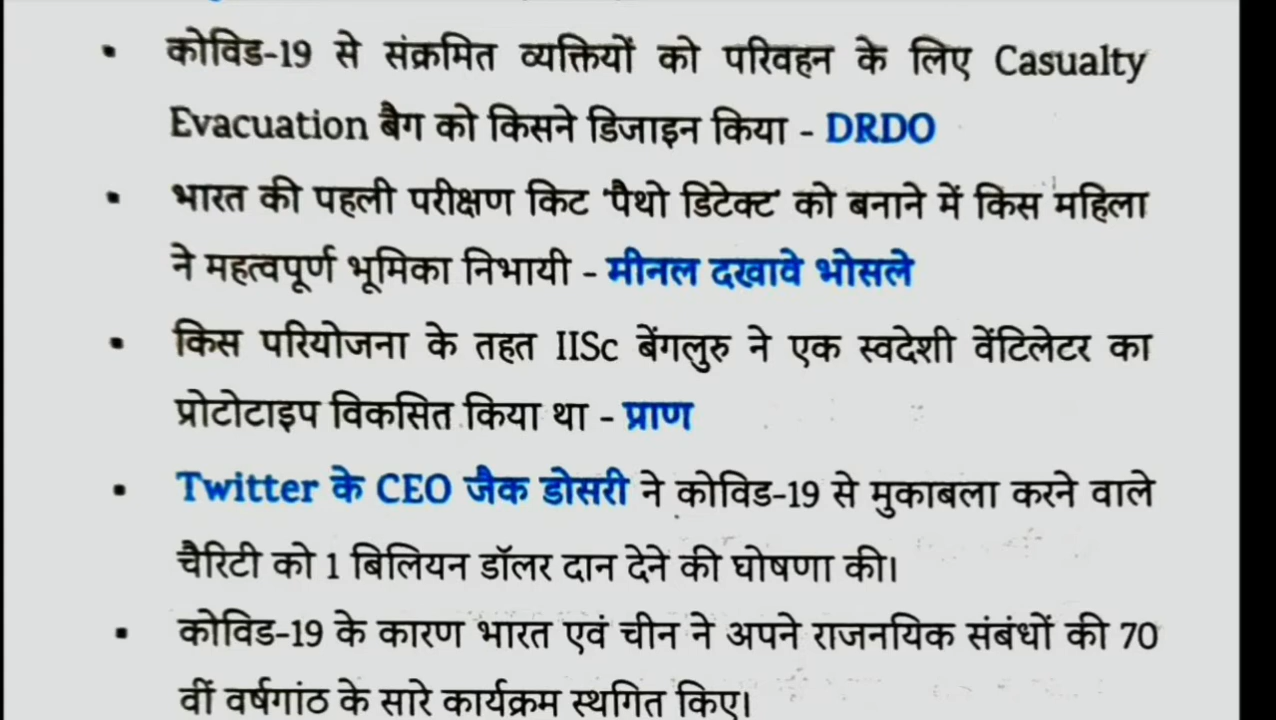 कोविड-19 से संक्रमित व्यक्तियों को परिवहन के लिए Casualty
Evacuation बैग को किसने डिजाइन किया - DRDO
भारत की पहली परीक्षण किट 'पैथो डिटेक्ट' को बनाने में किस महिला
ने महत्वपूर्ण भूमिका निभायी - मीनल दखावे भोसले
किस परियोजना के तहत IISc बेंगलुरु ने एक स्वदेशी वेंटिलेटर का
प्रोटोटाइप विकसित किया था - प्राण
Twitter के CEO जैक डोसरी ने कोविड-19 से मुकाबला करने वाले
चैरिटी को 1 बिलियन डॉलर दान देने की घोषणा की।
कोविड-19 के कारण भारत एवं चीन ने अपने राजनयिक संबंधों की 70
वीं वर्षगांठ के सारे कार्यक्रम स्थगित किए।